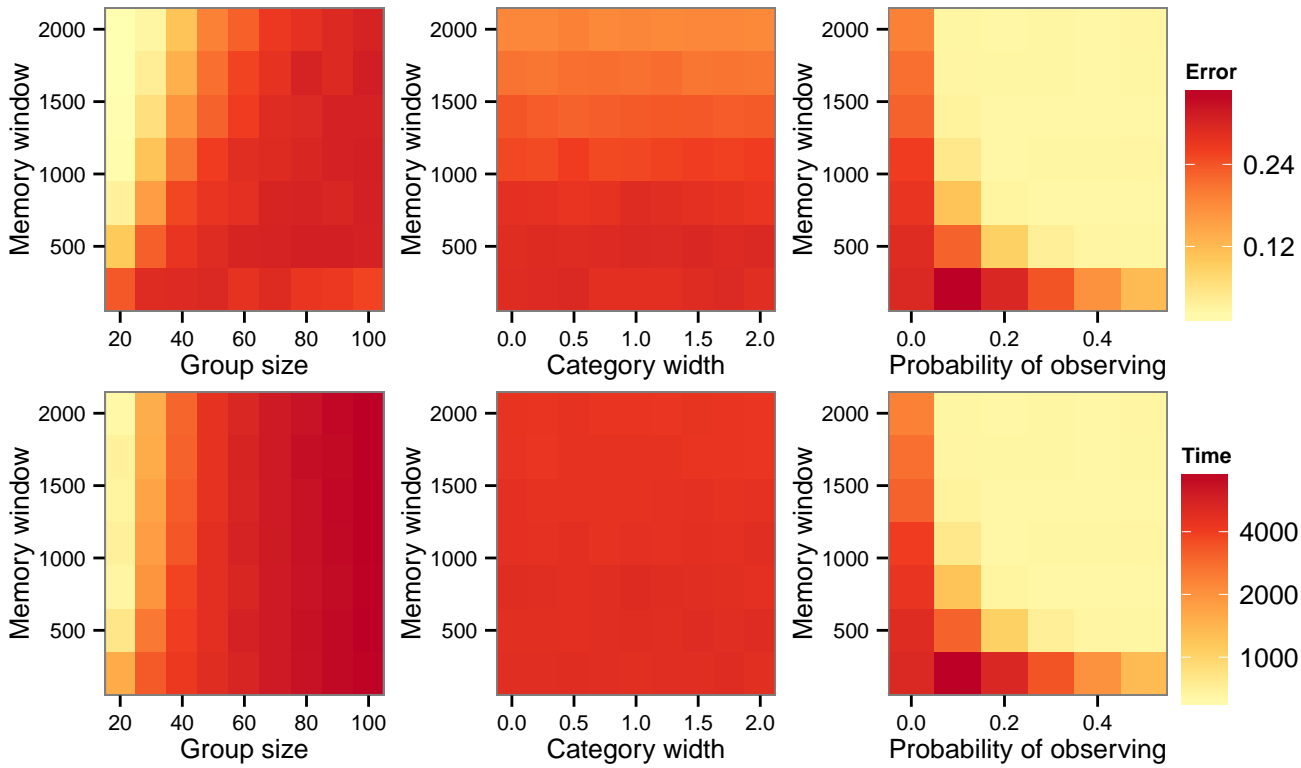 Memory window
2000
1500
1000
500
20 40 60 80 100
Group size
Memory window
2000
1500
1000
500
0.0 0.5 1.0 1.5 2.0
Category width
Memory window
2000
1500
1000
500
0.0 0.2 0.4
Probability of observing
Error
0.24
0.12
Memory window
2000
1500
1000
500
20 40 60 80 100
Group size
Memory window
2000
1500
1000
500
0.0 0.5 1.0 1.5 2.0
Category width
Memory window
2000
1500
1000
500
0.0 0.2 0.4
Probability of observing
Time
4000
2000
1000